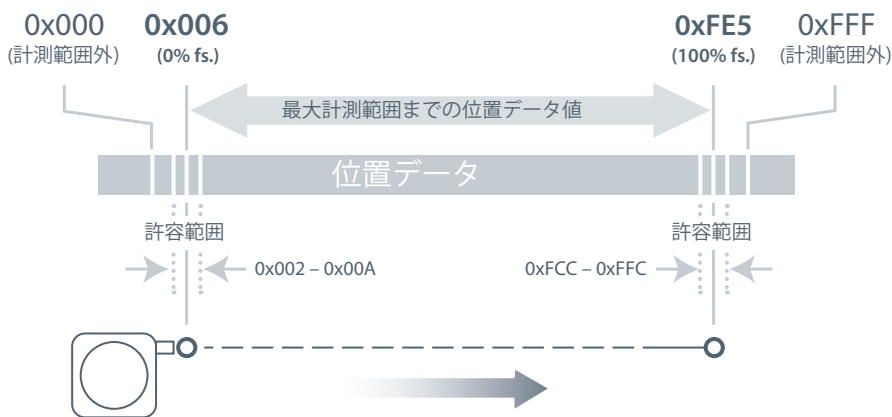 0x000 0x006 0xFE5 0xFFF
(計測範囲外) (0% fs.) (100% fs.) (計測範囲外)
最大計測範囲までの位置データ値
位置データ
許容範囲 許容範囲
0x002 – 0x00A 0xFCC – 0xFFC